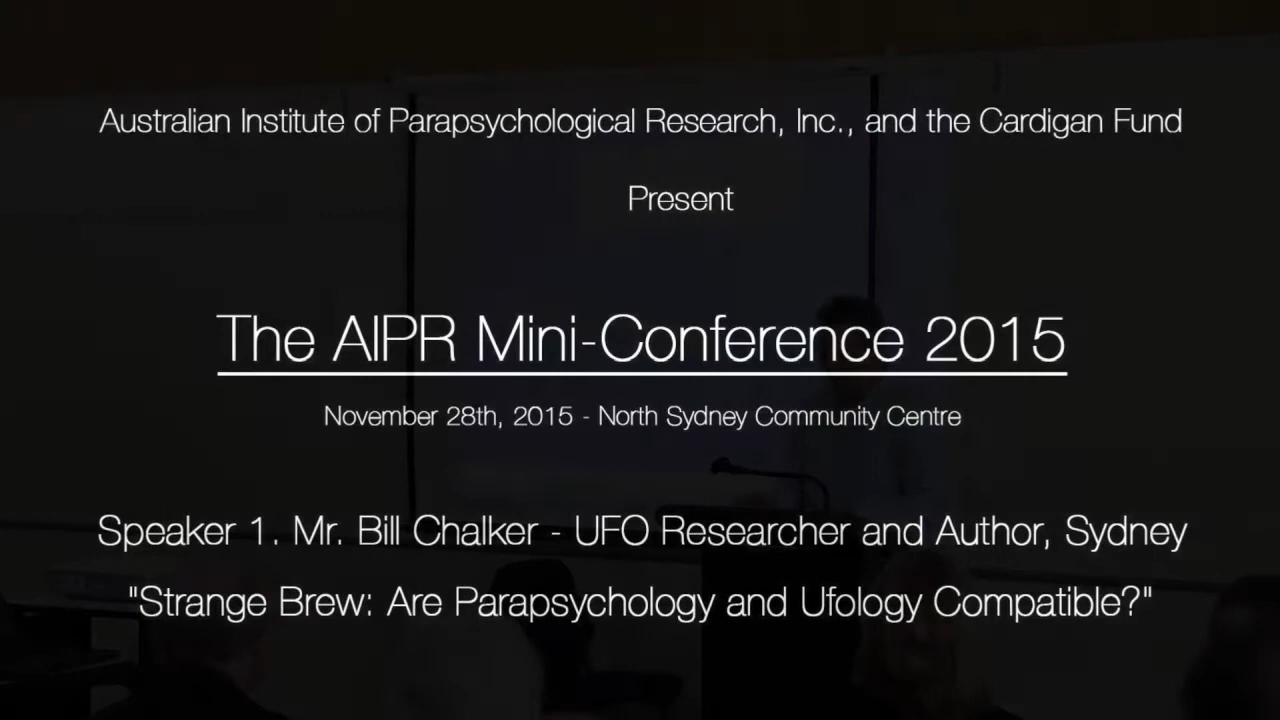 Australian Institute of Parapsychological Research, Inc., and the Cardigan Fund
Present
The AIPR Mini-Conference 2015
November 28th, 2015 - North Sydney Community Centre
Speaker 1. Mr. Bill Chalker - UFO Researcher and Author, Sydney
"Strange Brew: Are Parapsychology and Ufology Compatible?"